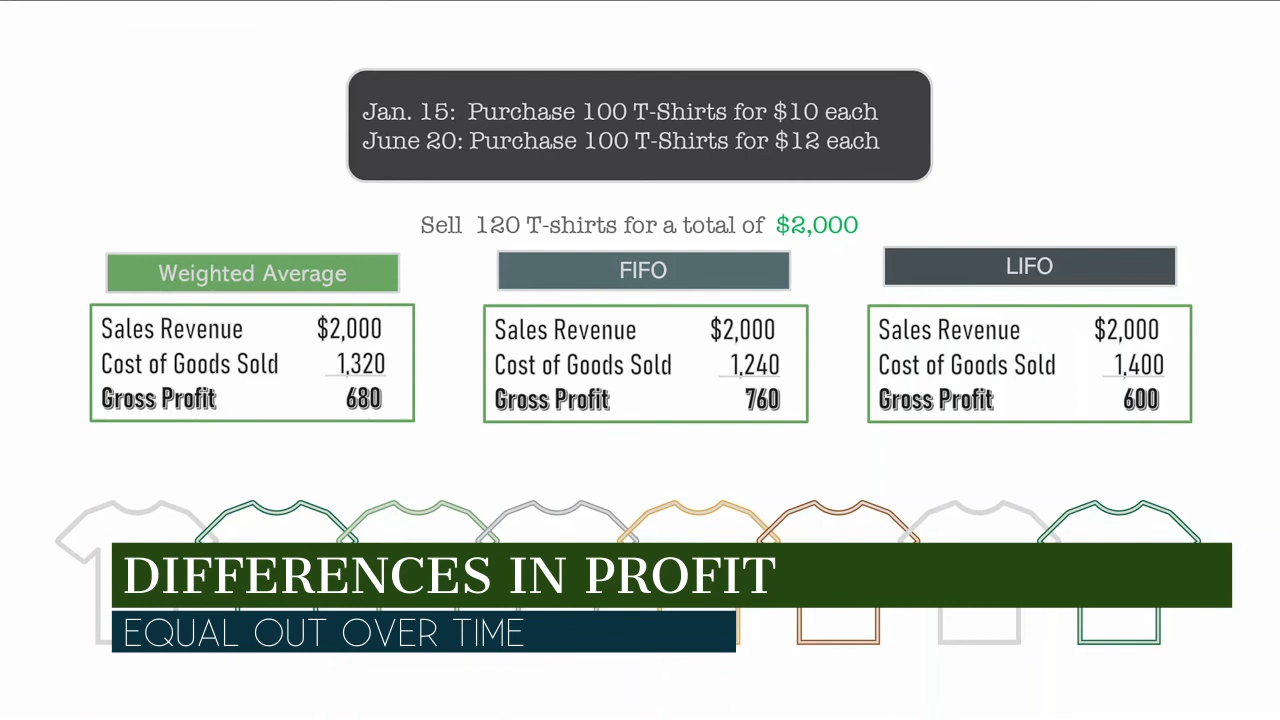 Jan. 15: Purchase 100 T-Shirts for $10 each
June 20: Purchase 100 T-Shirts for $12 each
Sell 120 T-shirts for a total of $2,000
Weighted Average
Sales Revenue $2,000
Cost of Goods Sold 1,320
Gross Profit 680
FIFO
Sales Revenue $2,000
Cost of Goods Sold 1,240
Gross Profit 760
LIFO
Sales Revenue $2,000
Cost of Goods Sold 1,400
Gross Profit 600
DIFFERENCES IN PROFIT
EQUAL OUT OVER TIME